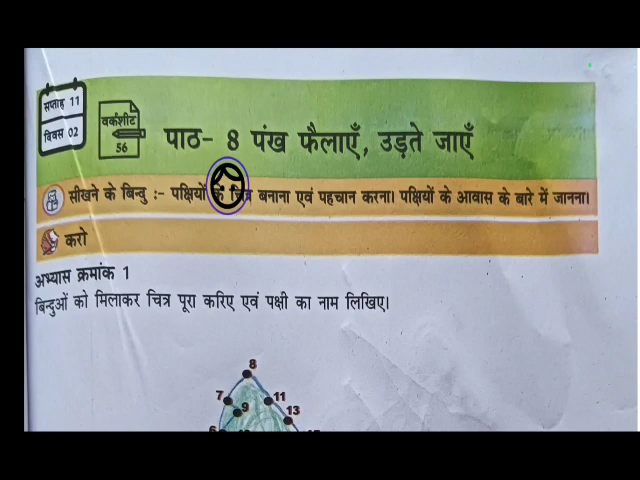 सप्ताह 11
दिवस 02
वर्कशीट
56
पाठ- 8 पंख फैलाएँ, उड़ते जाएँ
सीखने के बिन्दु :- पक्षियों के चित्र बनाना एवं पहचान करना। पक्षियों के आवास के बारे में जानना।
करो
अभ्यास क्रमांक 1
बिन्दुओं को मिलाकर चित्र पूरा करिए एवं पक्षी का नाम लिखिए।
8
7 11
9 13